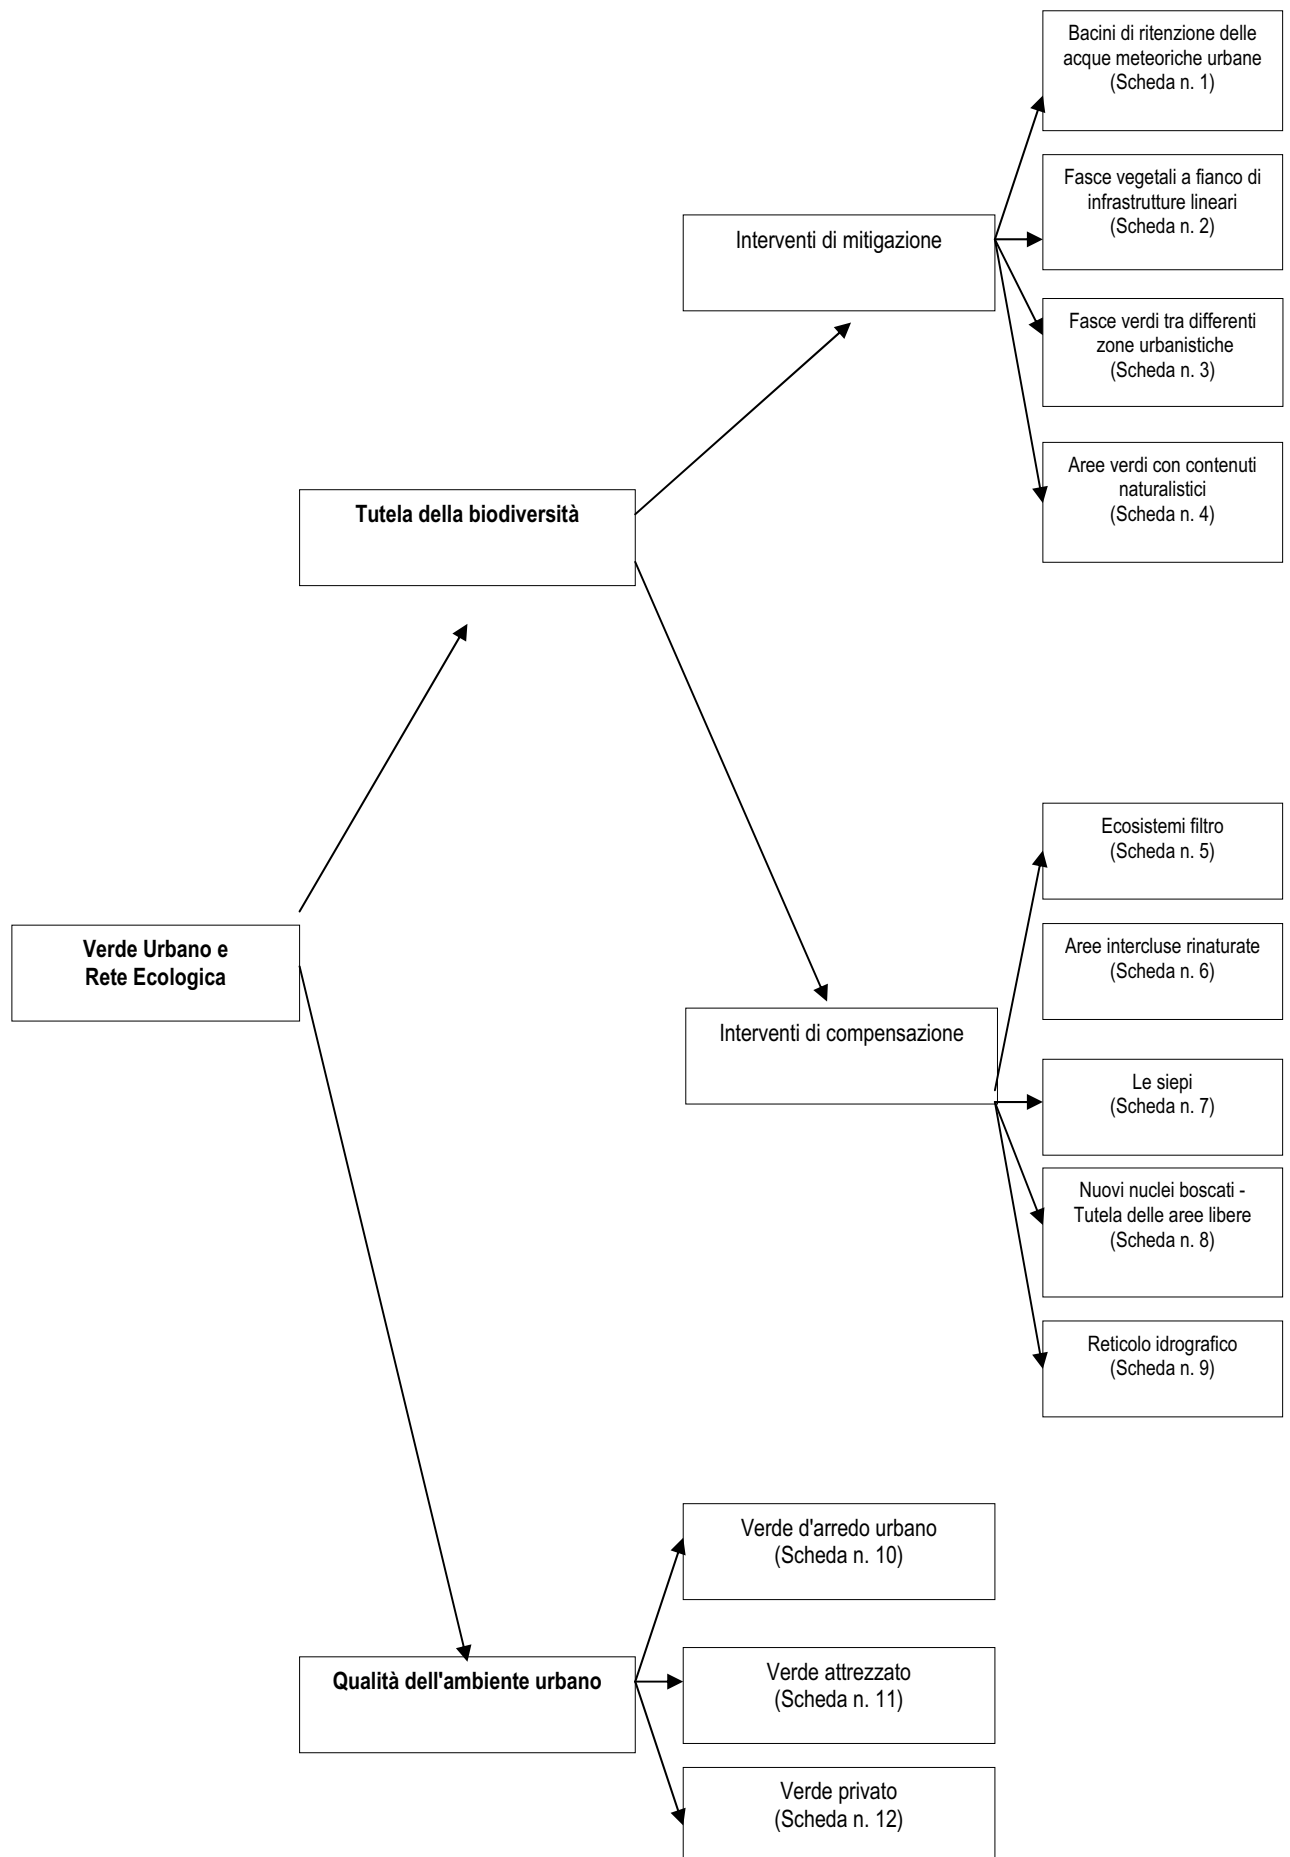 Bacini di ritenzione delle
acque meteoriche urbane
(Scheda n. 1)
Fasce vegetali a fianco di
infrastrutture lineari
(Scheda n. 2)
Interventi di mitigazione
Fasce verdi tra differenti
zone urbanistiche
(Scheda n. 3)
Aree verdi con contenuti
naturalistici
(Scheda n. 4)
Tutela della biodiversità
Ecosistemi filtro
(Scheda n. 5)
Verde Urbano e
Rete Ecologica
Aree intercluse rinaturate
(Scheda n. 6)
Interventi di compensazione
Le siepi
(Scheda n. 7)
Nuovi nuclei boscati -
Tutela delle aree libere
(Scheda n. 8)
Reticolo idrografico
(Scheda n. 9)
Verde d'arredo urbano
(Scheda n. 10)
Qualità dell'ambiente urbano
Verde attrezzato
(Scheda n. 11)
Verde privato
(Scheda n. 12)